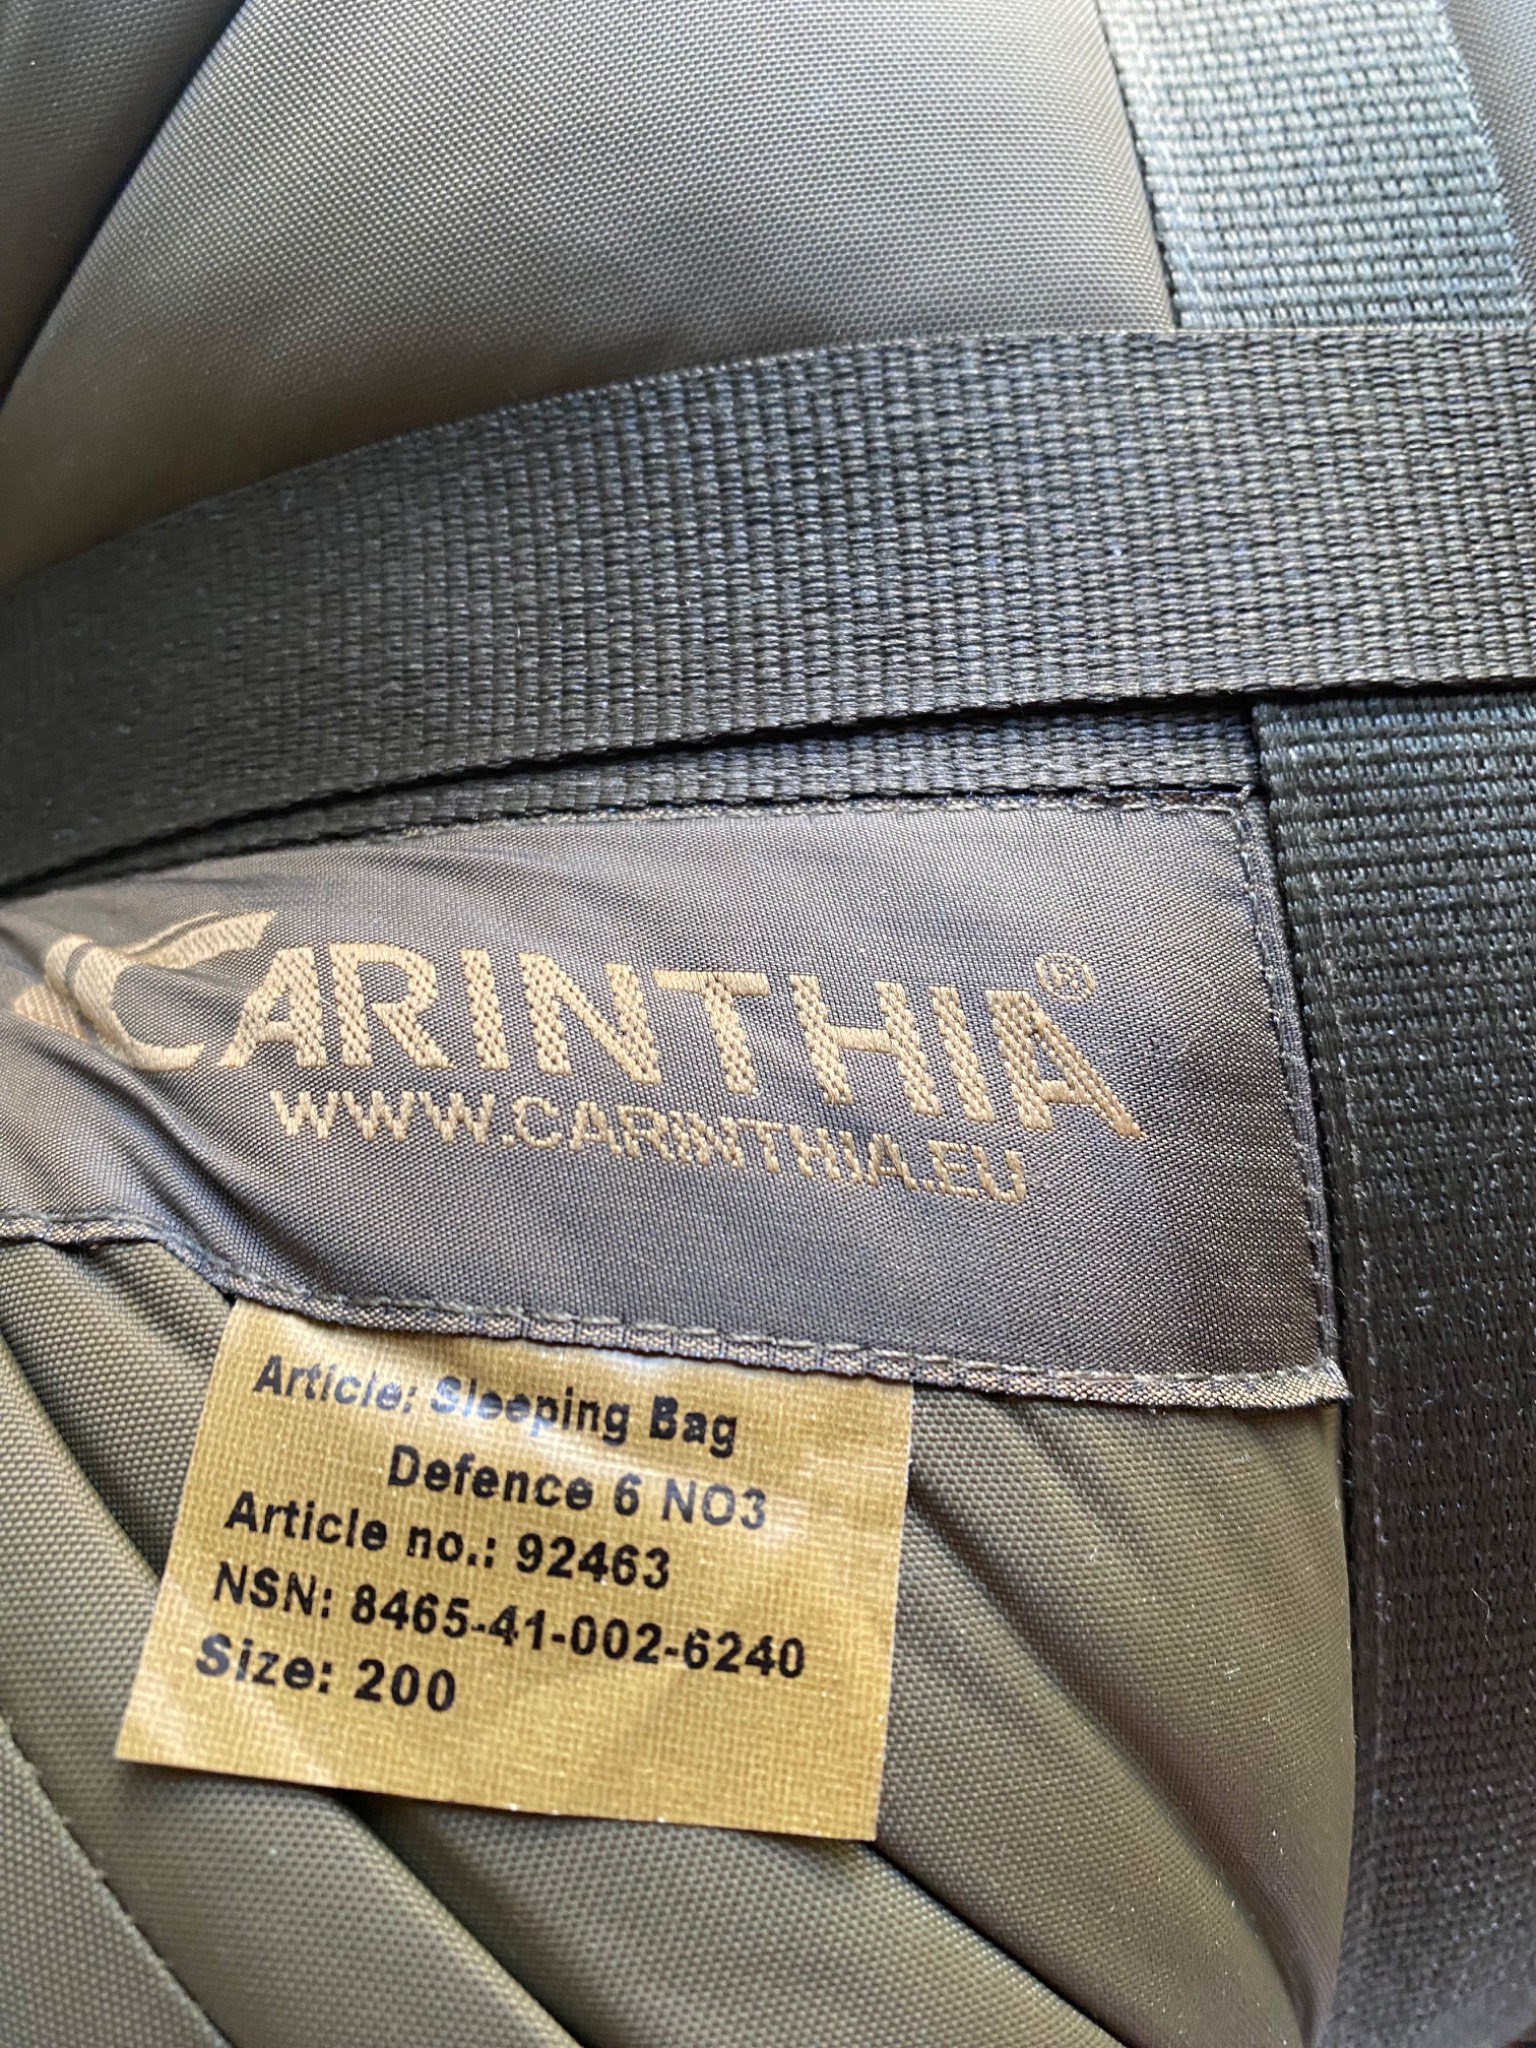 CARINTHIA®
WWW.CARINTHIA.EU
Article: Sleeping Bag
Defence 6 NO3
Article no.: 92463
NSN: 8465-41-002-6240
Size: 200